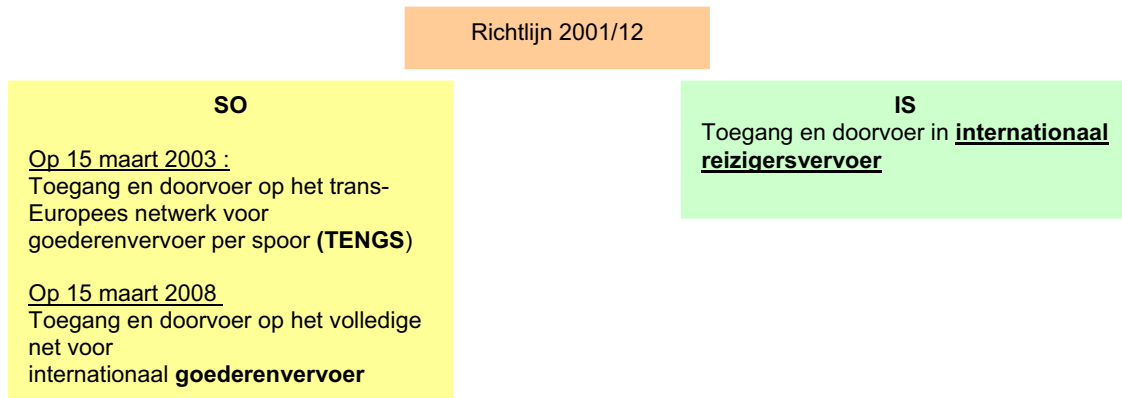 Richtlijn 2001/12
SO
Op 15 maart 2003 :
Toegang en doorvoer op het trans-
Europees netwerk voor
goederenvervoer per spoor (TENGS)
Op 15 maart 2008
Toegang en doorvoer op het volledige
net voor
internationaal goederenvervoer
IS
Toegang en doorvoer in internationaal
reizigersvervoer